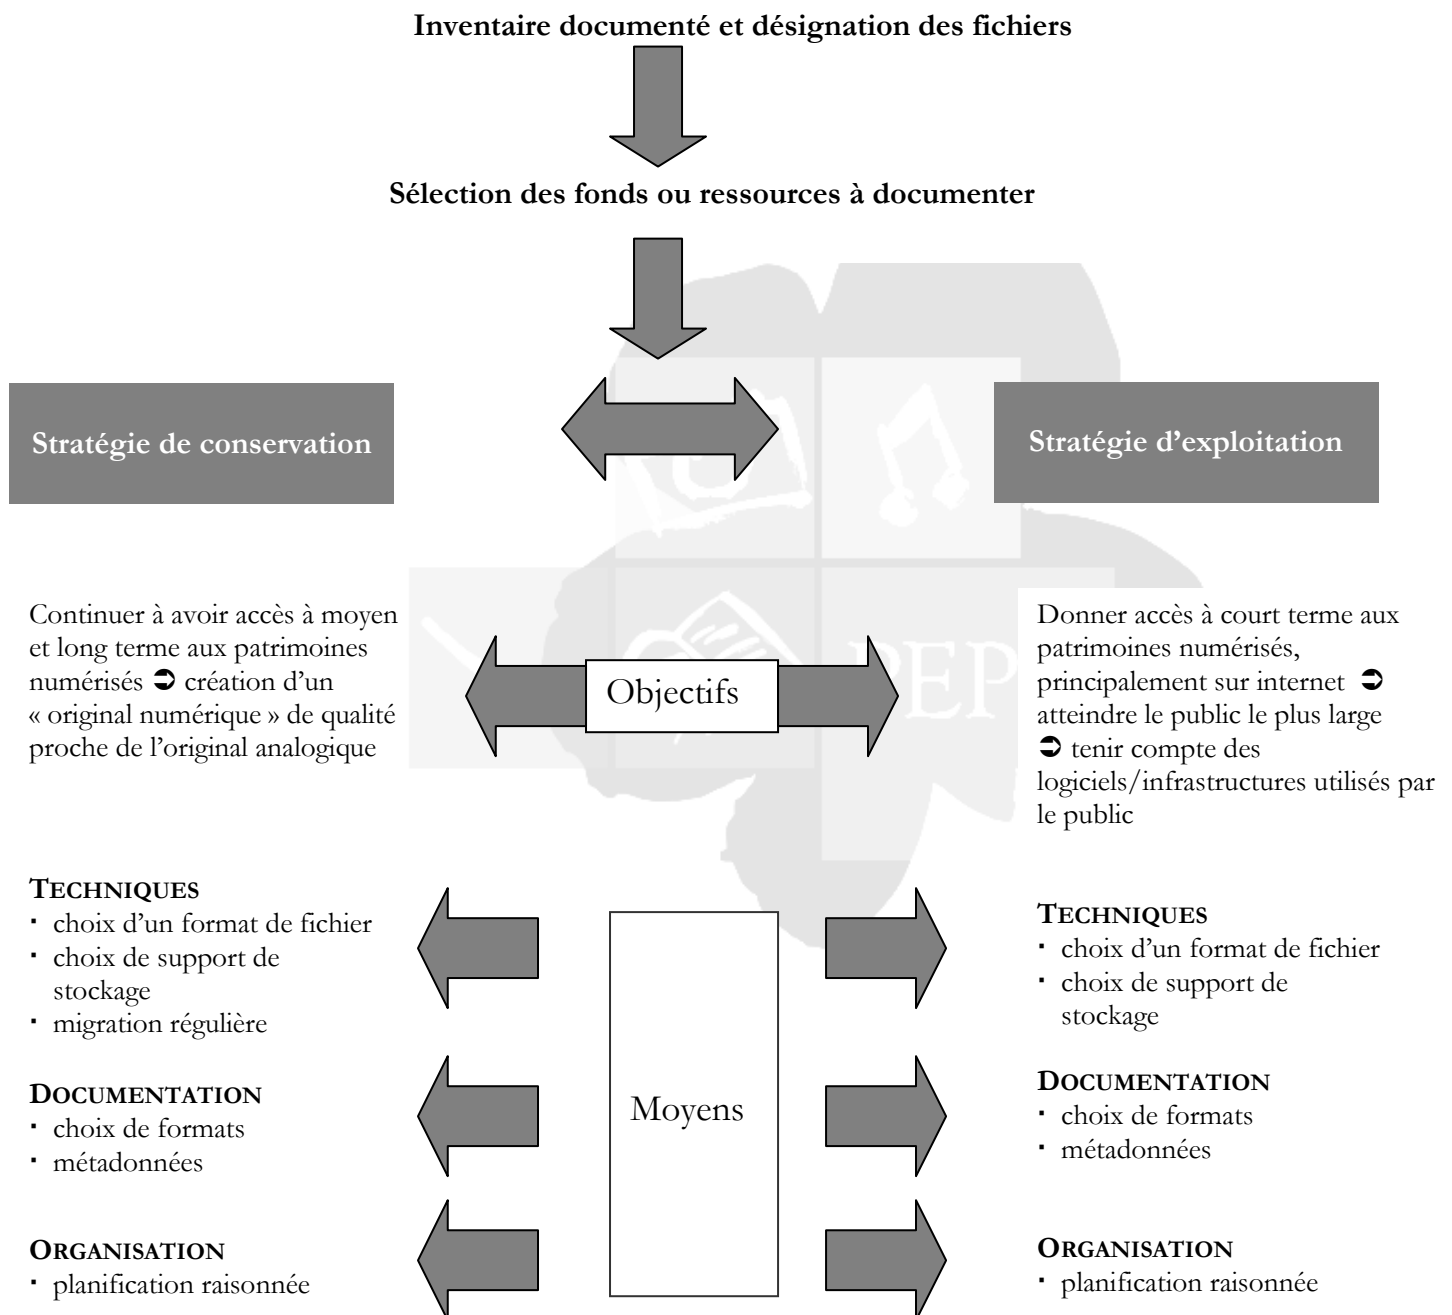 Inventaire documenté et désignation des fichiers
Sélection des fonds ou ressources à documenter
Stratégie de conservation
Stratégie d’exploitation
Continuer à avoir accès à moyen
et long terme aux patrimoines
numérisés ➲ création d’un
« original numérique » de qualité
proche de l’original analogique
Objectifs
PEP
Donner accès à court terme aux
patrimoines numérisés,
principalement sur internet ➲
atteindre le public le plus large
➲ tenir compte des
logiciels/infrastructures utilisés par
le public
TECHNIQUES
▪ choix d’un format de fichier
▪ choix de support de
stockage
▪ migration régulière
DOCUMENTATION
▪ choix de formats
▪ métadonnées
ORGANISATION
▪ planification raisonnée
Moyens
TECHNIQUES
▪ choix d’un format de fichier
▪ choix de support de
stockage
DOCUMENTATION
▪ choix de formats
▪ métadonnées
ORGANISATION
▪ planification raisonnée